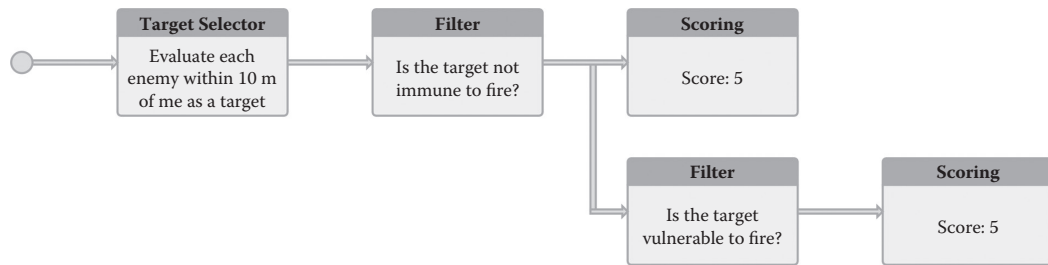 Target Selector
Evaluate each
enemy within 10 m
of me as a target
Filter
Is the target not
immune to fire?
Scoring
Score: 5
Filter
Is the target
vulnerable to fire?
Scoring
Score: 5